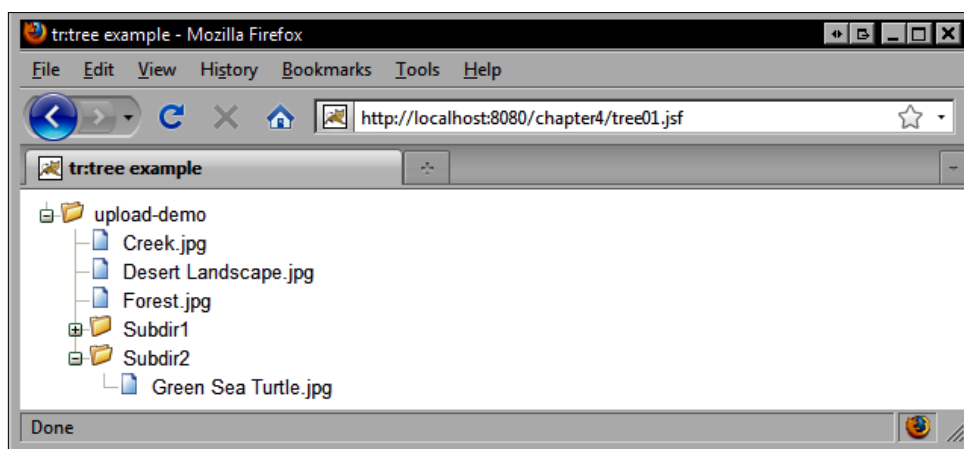 tr:tree example - Mozilla Firefox
File Edit View History Bookmarks Tools Help
http://localhost:8080/chapter4/tree01.jsf
tr:tree example
upload-demo
Creek.jpg
Desert Landscape.jpg
Forest.jpg
Subdir1
Subdir2
Green Sea Turtle.jpg
Done